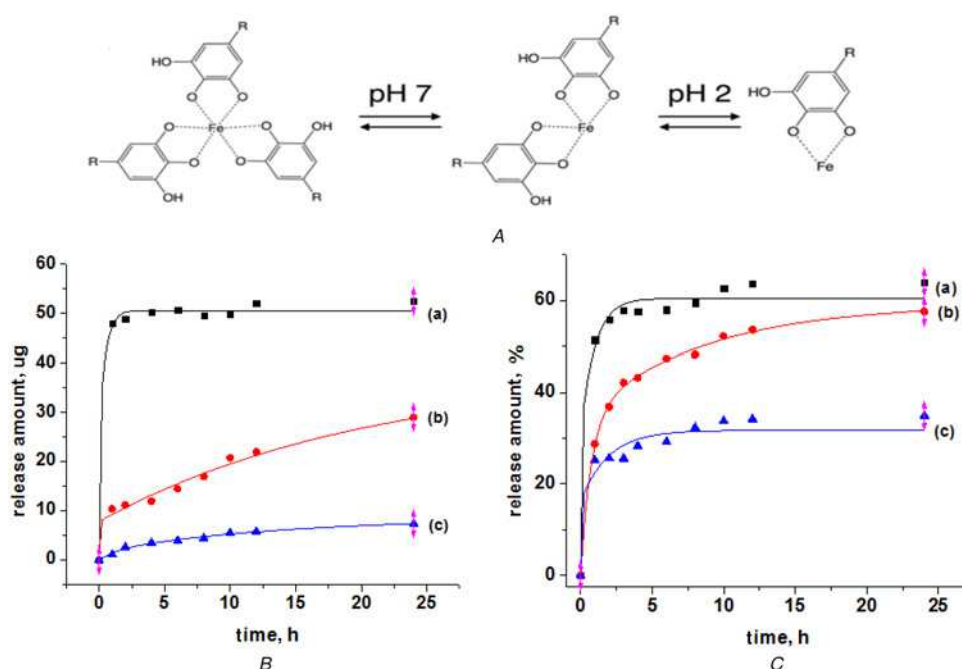 R
HO
O O
pH 7
Fe
O
O
O
O
OH
R
OH
R
A
R
HO
O O
pH 2
Fe
O
O
R
OH
R
HO
O O
Fe
60
50
40
30
20
10
0
release amount, ug
(a)
(b)
(c)
0 5 10 15 20 25
time, h
B
60
40
20
0
release amount, %
(a)
(b)
(c)
0 5 10 15 20 25
time, h
C